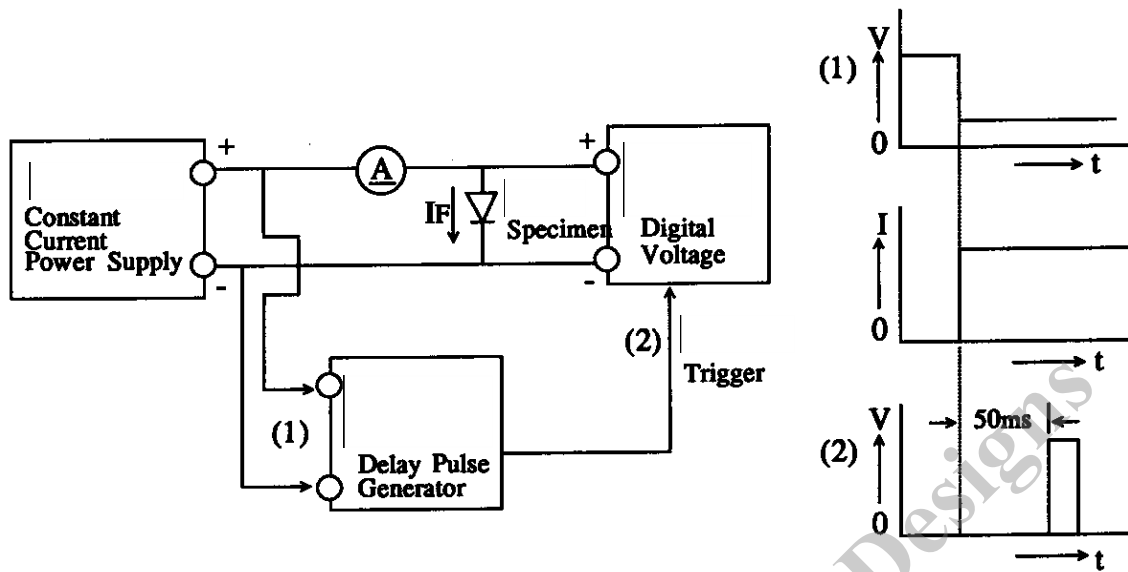 +
Constant
Current
Power Supply
-
A
IF
Specimen
+
Digital
Voltage
-
(1)
Delay Pulse
Generator
(2)
Trigger
V
(1)
0
t
I
0
t
V
50ms
(2)
0
t
Designs